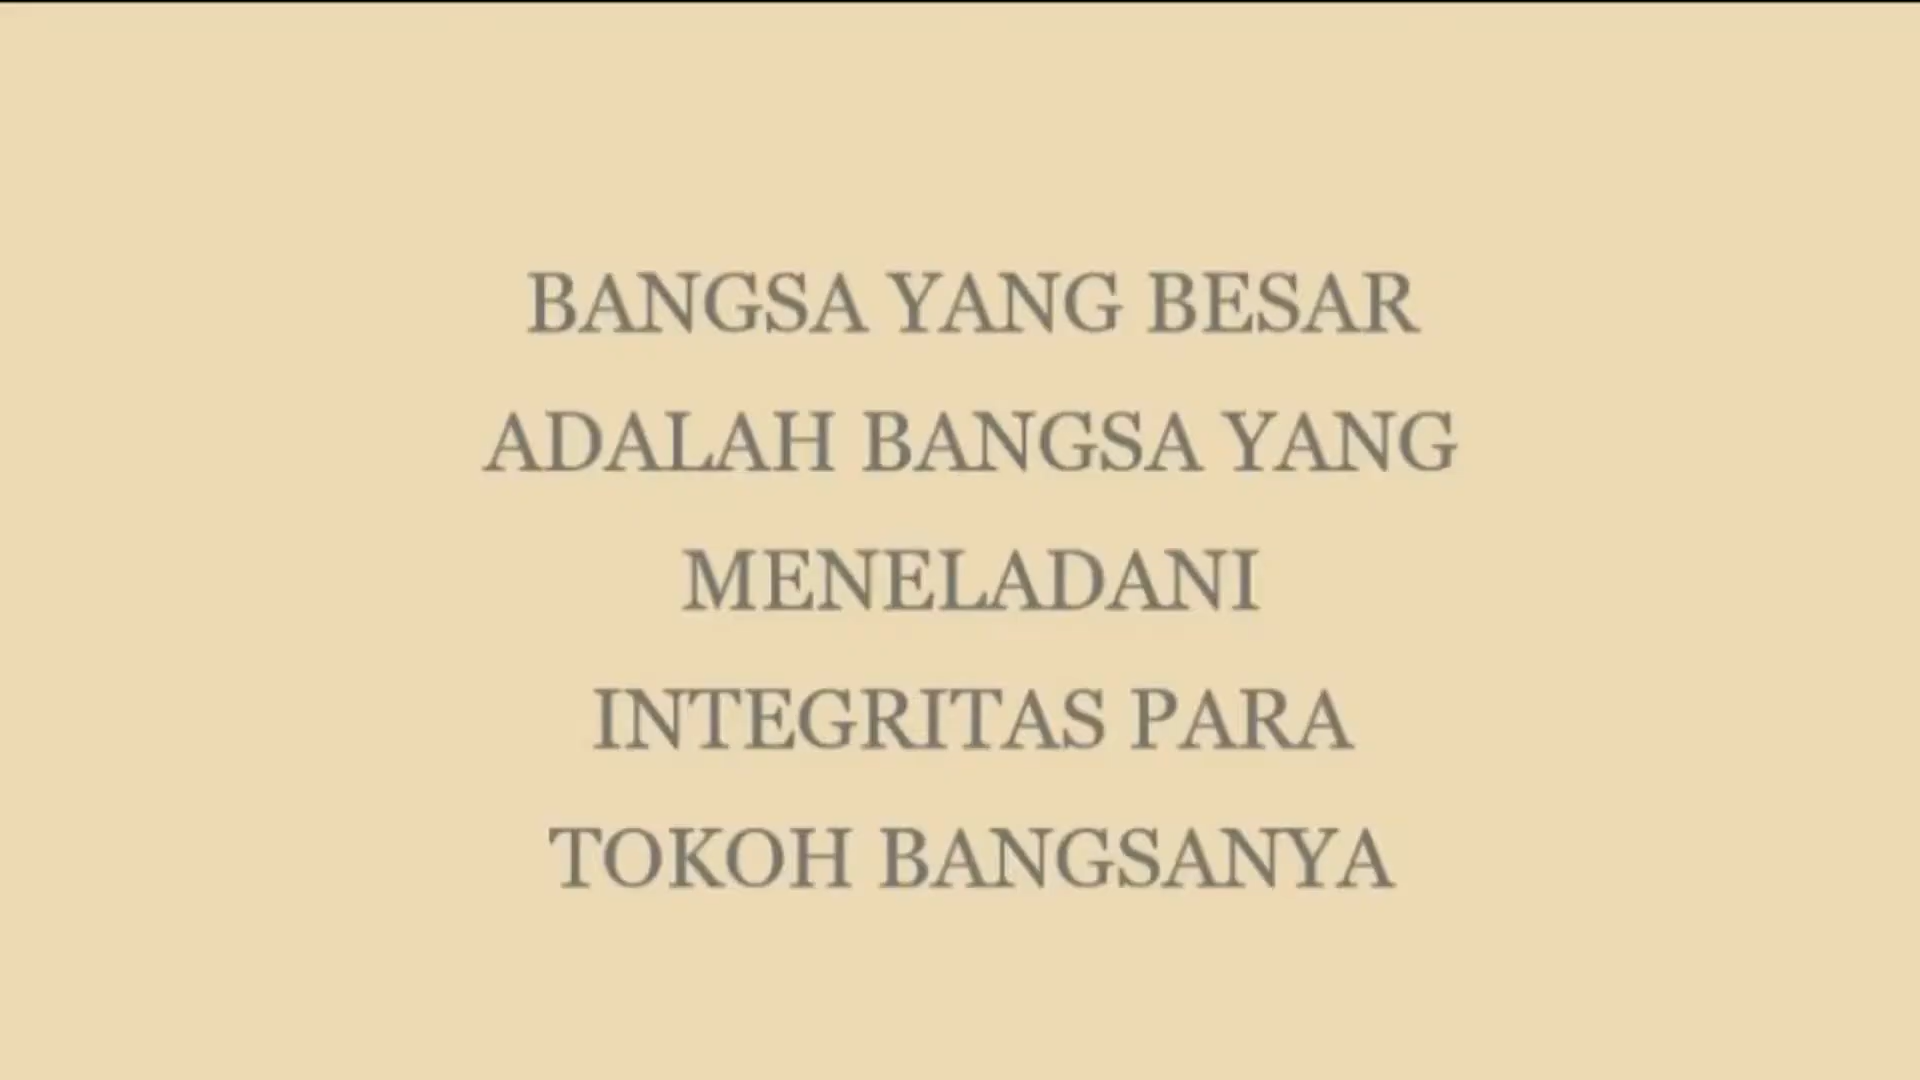 BANGSA YANG BESAR
ADALAH BANGSA YANG
MENELADANI
INTEGRITAS PARA
TOKOH BANGSANYA